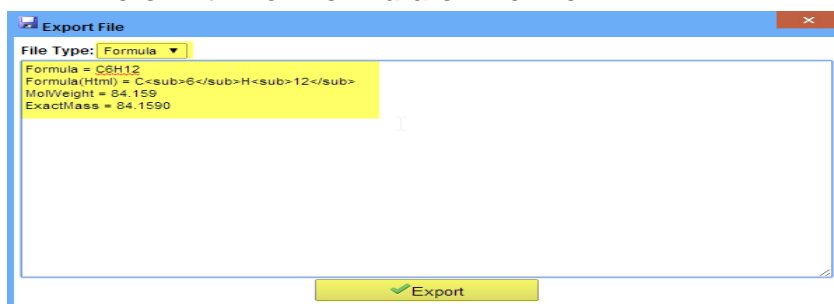 Export File
File Type: Formula
Formula = C6H12
Formula(Html) = C<sub>6</sub>H<sub>12</sub>
MolWeight = 84.159
ExactMass = 84.1590
Export